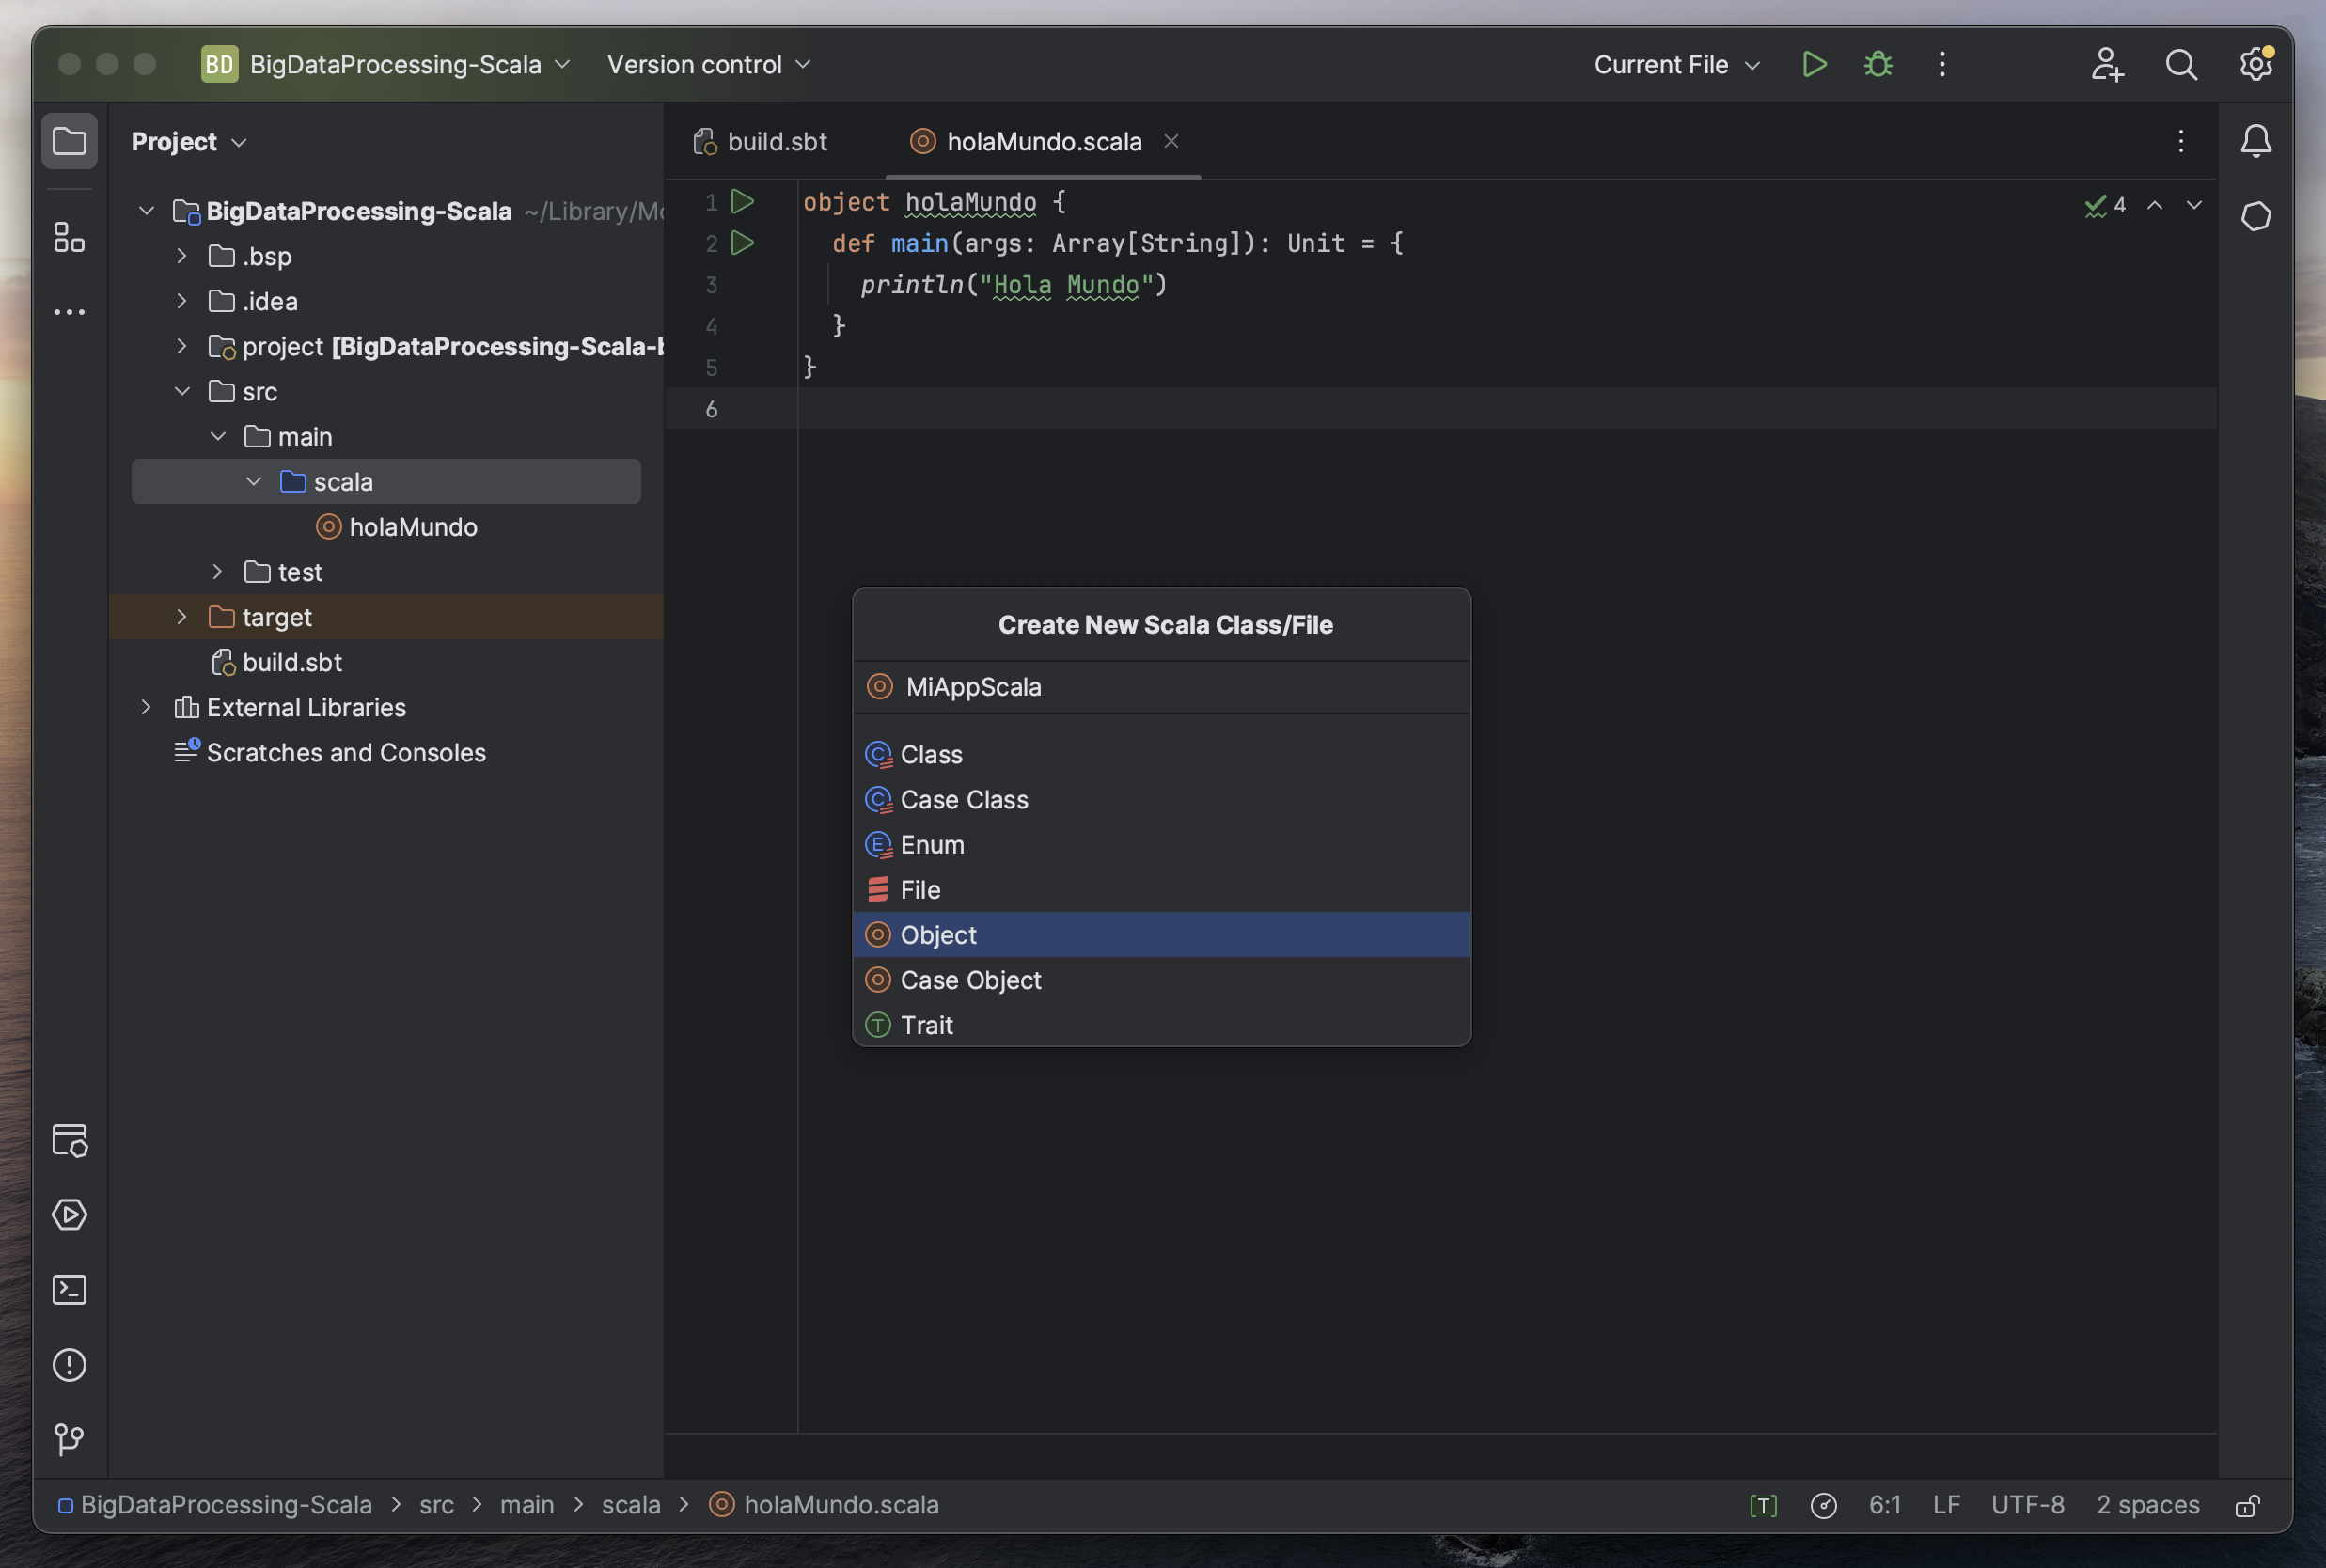 BD BigDataProcessing-Scala Version control Current File
Project
BigDataProcessing-Scala ~/Library/Mo
.bsp
.idea
project [BigDataProcessing-Scala-b
src
main
scala
holaMundo
test
target
build.sbt
External Libraries
Scratches and Consoles
build.sbt holaMundo.scala
1 object holaMundo {
2 def main(args: Array[String]): Unit = {
3 println("Hola Mundo")
4 }
5 }
6
4
Create New Scala Class/File
MiAppScala
Class
Case Class
Enum
File
Object
Case Object
Trait
BigDataProcessing-Scala > src > main > scala > holaMundo.scala
[T] 6:1 LF UTF-8 2 spaces